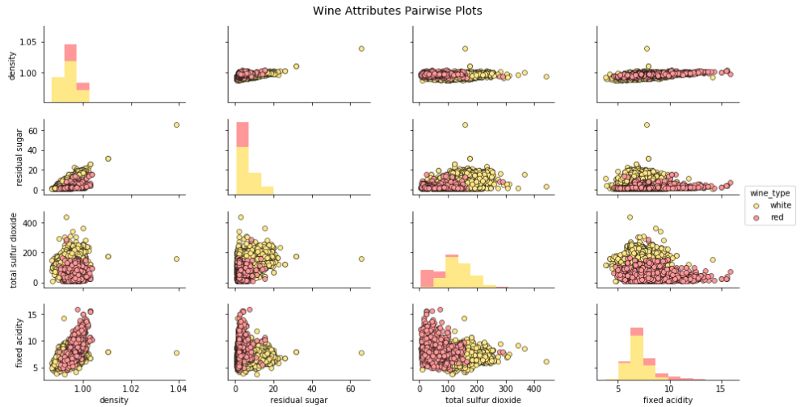 Wine Attributes Pairwise Plots
density
1.05
1.00
residual sugar
60
40
20
0
total sulfur dioxide
400
200
0
fixed acidity
15
10
5
1.00 1.02 1.04
density
0 20 40 60
residual sugar
0 100 200 300 400
total sulfur dioxide
5 10 15
fixed acidity
wine_type
white
red